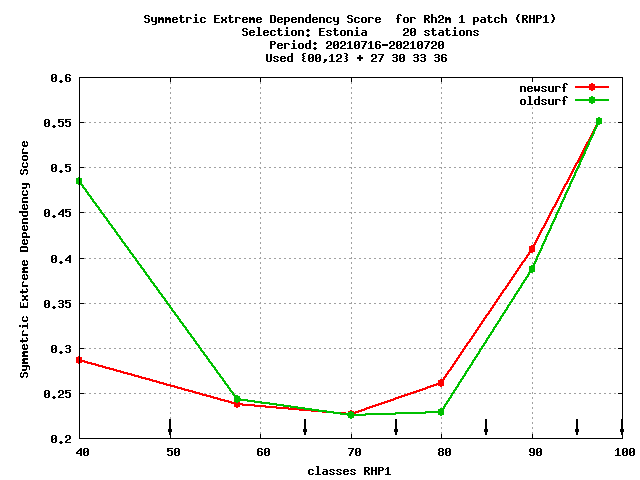 Symmetric Extreme Dependency Score  for Rh2m 1 patch (RHP1)
Selection: Estonia     20 stations
Period: 20210716-20210720
Used {00,12} + 27 30 33 36
newsurf
oldsurf
0.6
0.55
0.5
0.45
0.4
0.35
0.3
0.25
0.2
Symmetric Extreme Dependency Score
40 50 60 70 80 90 100
classes RHP1